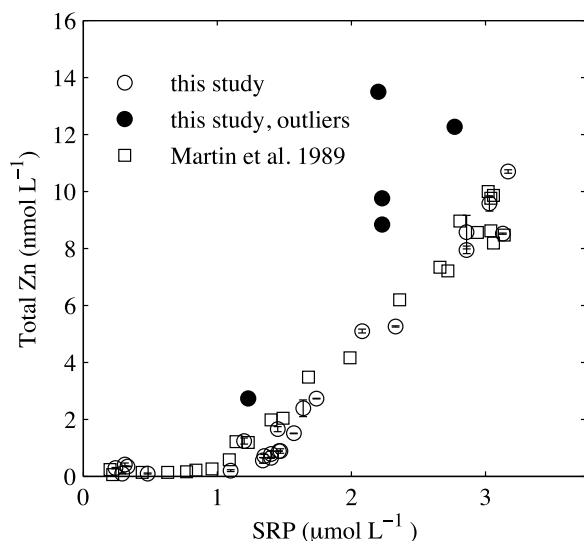 16
14
12
10
8
6
4
2
0
Total Zn (nmol L⁻¹)
this study
this study, outliers
Martin et al. 1989
0 1 2 3
SRP (μmol L⁻¹)